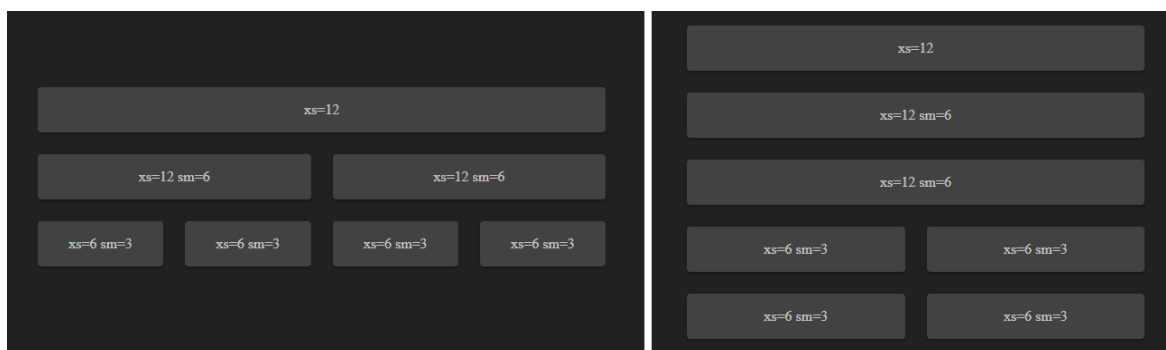 xs=12
xs=12 sm=6 xs=12 sm=6
xs=6 sm=3 xs=6 sm=3 xs=6 sm=3 xs=6 sm=3
xs=12
xs=12 sm=6
xs=12 sm=6
xs=6 sm=3 xs=6 sm=3
xs=6 sm=3 xs=6 sm=3